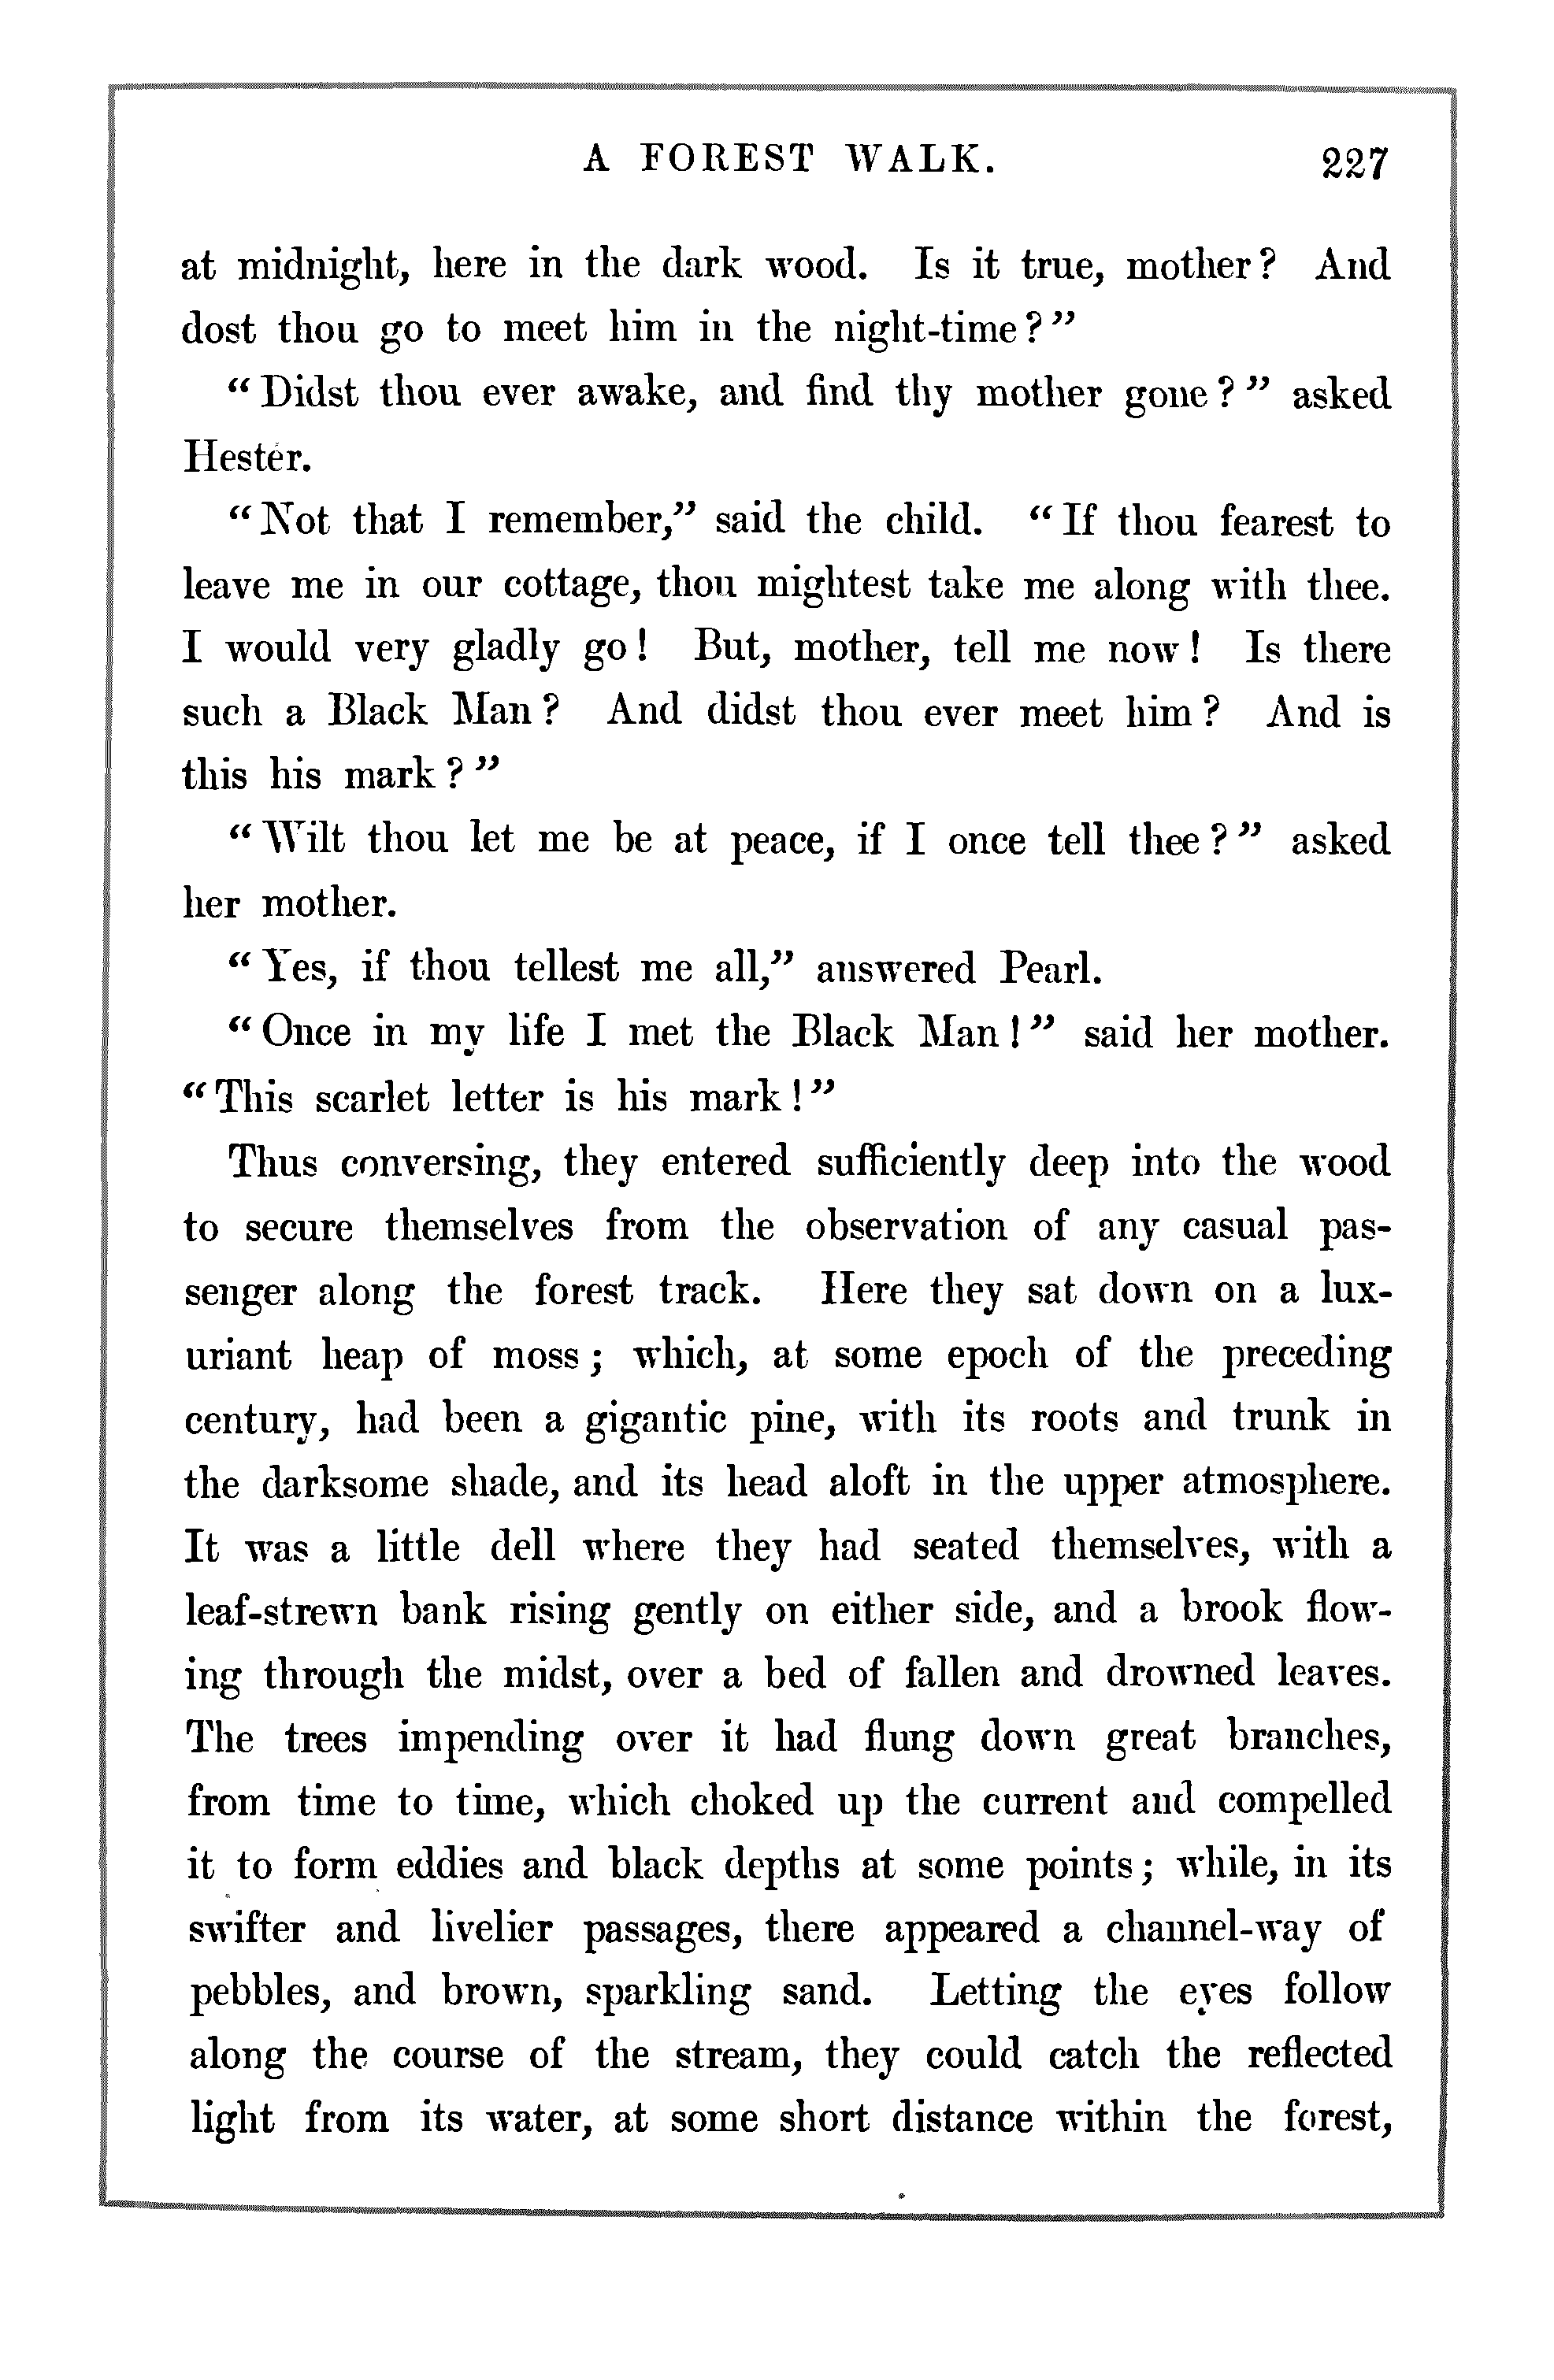 A FOREST WALK. 227
at midnight, here in the dark wood. Is it true, mother? And
dost thou go to meet him in the night-time?”
“Didst thou ever awake, and find thy mother gone?” asked
Hester.
“Not that I remember,” said the child. “If thou fearest to
leave me in our cottage, thou mightest take me along with thee.
I would very gladly go! But, mother, tell me now! Is there
such a Black Man? And didst thou ever meet him? And is
this his mark?”
“Wilt thou let me be at peace, if I once tell thee?” asked
her mother.
“Yes, if thou tellest me all,” answered Pearl.
“Once in my life I met the Black Man!” said her mother.
“This scarlet letter is his mark!”
Thus conversing, they entered sufficiently deep into the wood
to secure themselves from the observation of any casual pas-
senger along the forest track. Here they sat down on a lux-
uriant heap of moss; which, at some epoch of the preceding
century, had been a gigantic pine, with its roots and trunk in
the darksome shade, and its head aloft in the upper atmosphere.
It was a little dell where they had seated themselves, with a
leaf-strewn bank rising gently on either side, and a brook flow-
ing through the midst, over a bed of fallen and drowned leaves.
The trees impending over it had flung down great branches,
from time to time, which choked up the current and compelled
it to form eddies and black depths at some points; while, in its
swifter and livelier passages, there appeared a channel-way of
pebbles, and brown, sparkling sand. Letting the eyes follow
along the course of the stream, they could catch the reflected
light from its water, at some short distance within the forest,